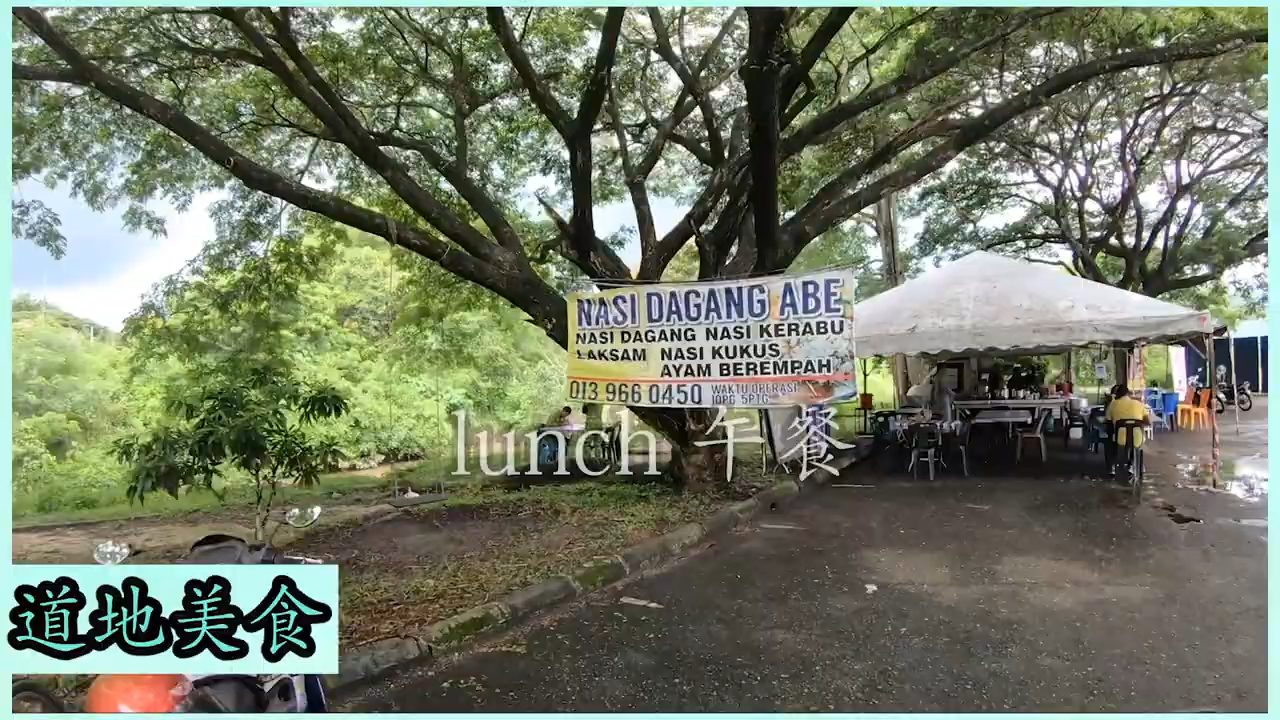 NASI DAGANG ABE
NASI DAGANG NASI KERABU
LAKSAM NASI KUKUS
AYAM BEREMPAH
013 966 0450
WAKTU OPERASI
10PG 5PTG
lunch 午餐
道地美食